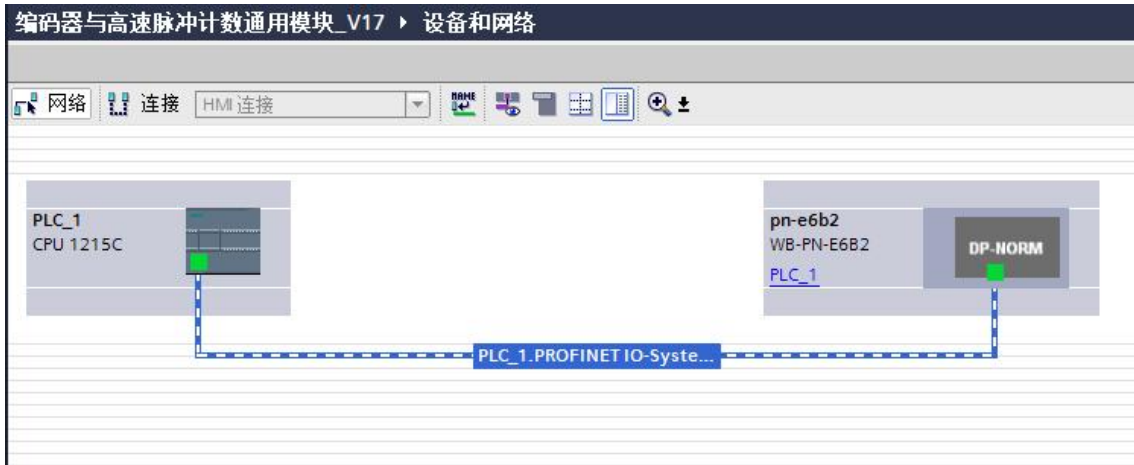 编码器与高速脉冲计数通用模块_V17 ▸ 设备和网络
网络 连接 HMI 连接
PLC_1
CPU 1215C
pn-e6b2
WB-PN-E6B2
PLC_1
DP-NORM
PLC_1.PROFINET IO-Syste...